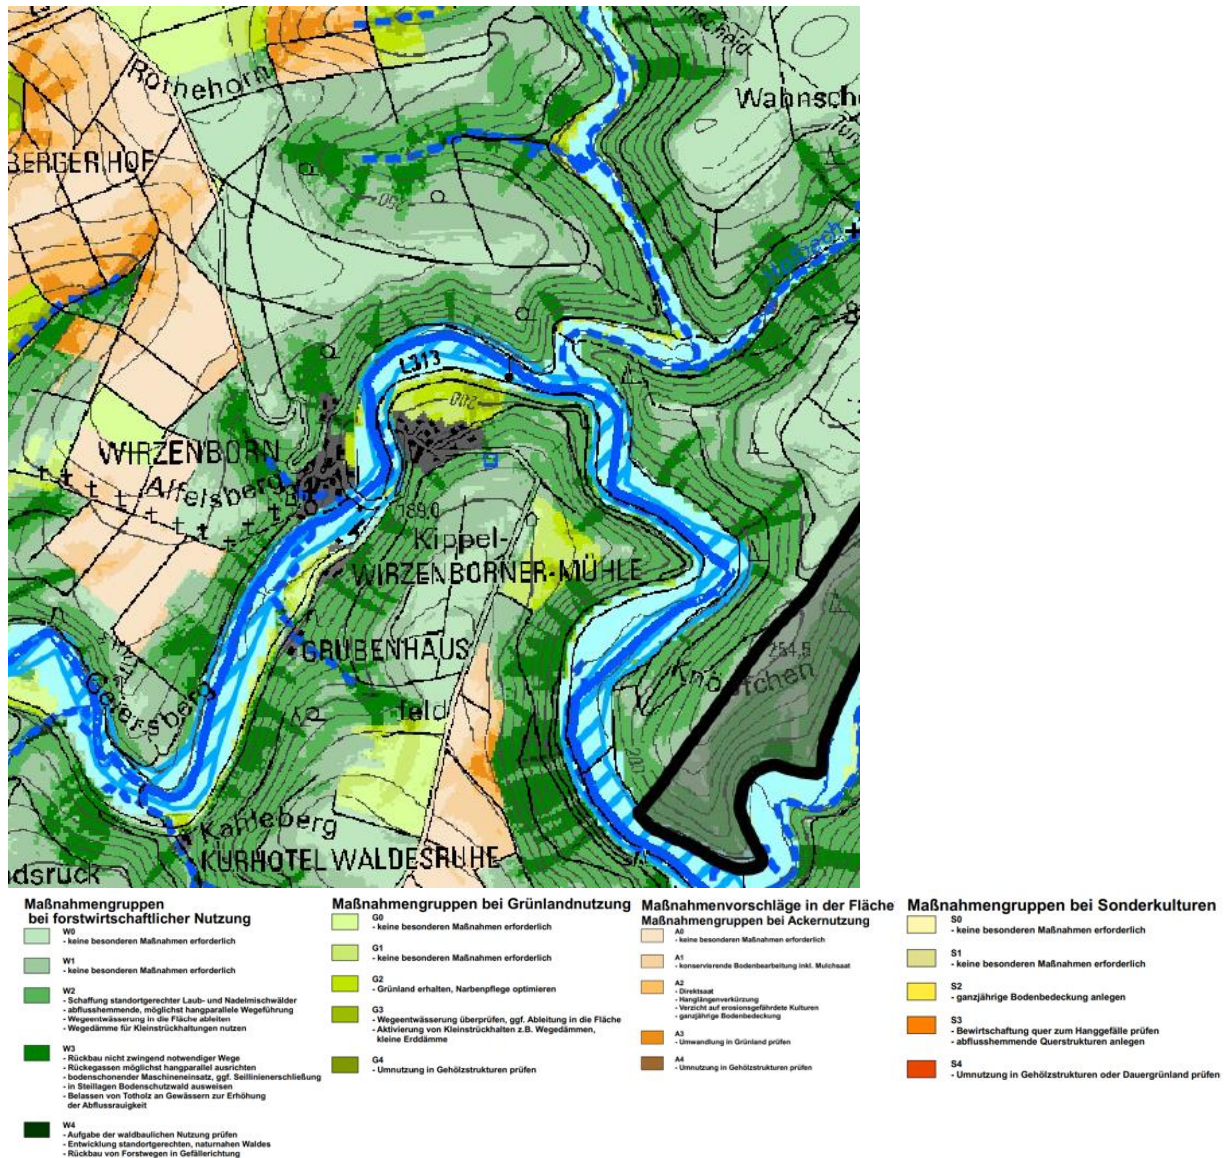 Rothehorn
Wahnsch
BERGER HOF
350
Holbach
L313
200
WIRZENBORN
Affelsberg
189,0
Kippel-
WIRZENBORNER-MÜHLE
GRUBENHAUS
254,5
Geiersberg
feld
200
Kahleberg
KURHOTEL WALDESRUHE
dsruck
Maßnahmengruppen
bei forstwirtschaftlicher Nutzung
W0
- keine besonderen Maßnahmen erforderlich
W1
- keine besonderen Maßnahmen erforderlich
W2
- Schaffung standortgerechter Laub- und Nadelmischwälder
- abflusshemmende, möglichst hangparallele Wegeführung
- Wegeentwässerung in die Fläche ableiten
- Wegedämme für Kleinstrückhaltungen nutzen
W3
- Rückbau nicht zwingend notwendiger Wege
- Rückegassen möglichst hangparallel ausrichten
- bodenschonender Maschineneinsatz, ggf. Seillinienerschließung
- in Steillagen Bodenschutzwald ausweisen
- Belassen von Totholz an Gewässern zur Erhöhung
der Abflussrauigkeit
W4
- Aufgabe der waldbaulichen Nutzung prüfen
- Entwicklung standortgerechten, naturnahen Waldes
- Rückbau von Forstwegen in Gefällerichtung
Maßnahmengruppen bei Grünlandnutzung
G0
- keine besonderen Maßnahmen erforderlich
G1
- keine besonderen Maßnahmen erforderlich
G2
- Grünland erhalten, Narbenpflege optimieren
G3
- Wegeentwässerung überprüfen, ggf. Ableitung in die Fläche
- Aktivierung von Kleinstrückhalten z.B. Wegedämmen,
kleine Erddämme
G4
- Umnutzung in Gehölzstrukturen prüfen
Maßnahmenvorschläge in der Fläche
Maßnahmengruppen bei Ackernutzung
A0
- keine besonderen Maßnahmen erforderlich
A1
- konservierende Bodenbearbeitung inkl. Mulchsaat
A2
- Direktsaat
- Hanglängenverkürzung
- Verzicht auf erosionsgefährdete Kulturen
- ganzjährige Bodenbedeckung
A3
- Umwandlung in Grünland prüfen
A4
- Umnutzung in Gehölzstrukturen prüfen
Maßnahmengruppen bei Sonderkulturen
S0
- keine besonderen Maßnahmen erforderlich
S1
- keine besonderen Maßnahmen erforderlich
S2
- ganzjährige Bodenbedeckung anlegen
S3
- Bewirtschaftung quer zum Hanggefälle prüfen
- abflusshemmende Querstrukturen anlegen
S4
- Umnutzung in Gehölzstrukturen oder Dauergrünland prüfen